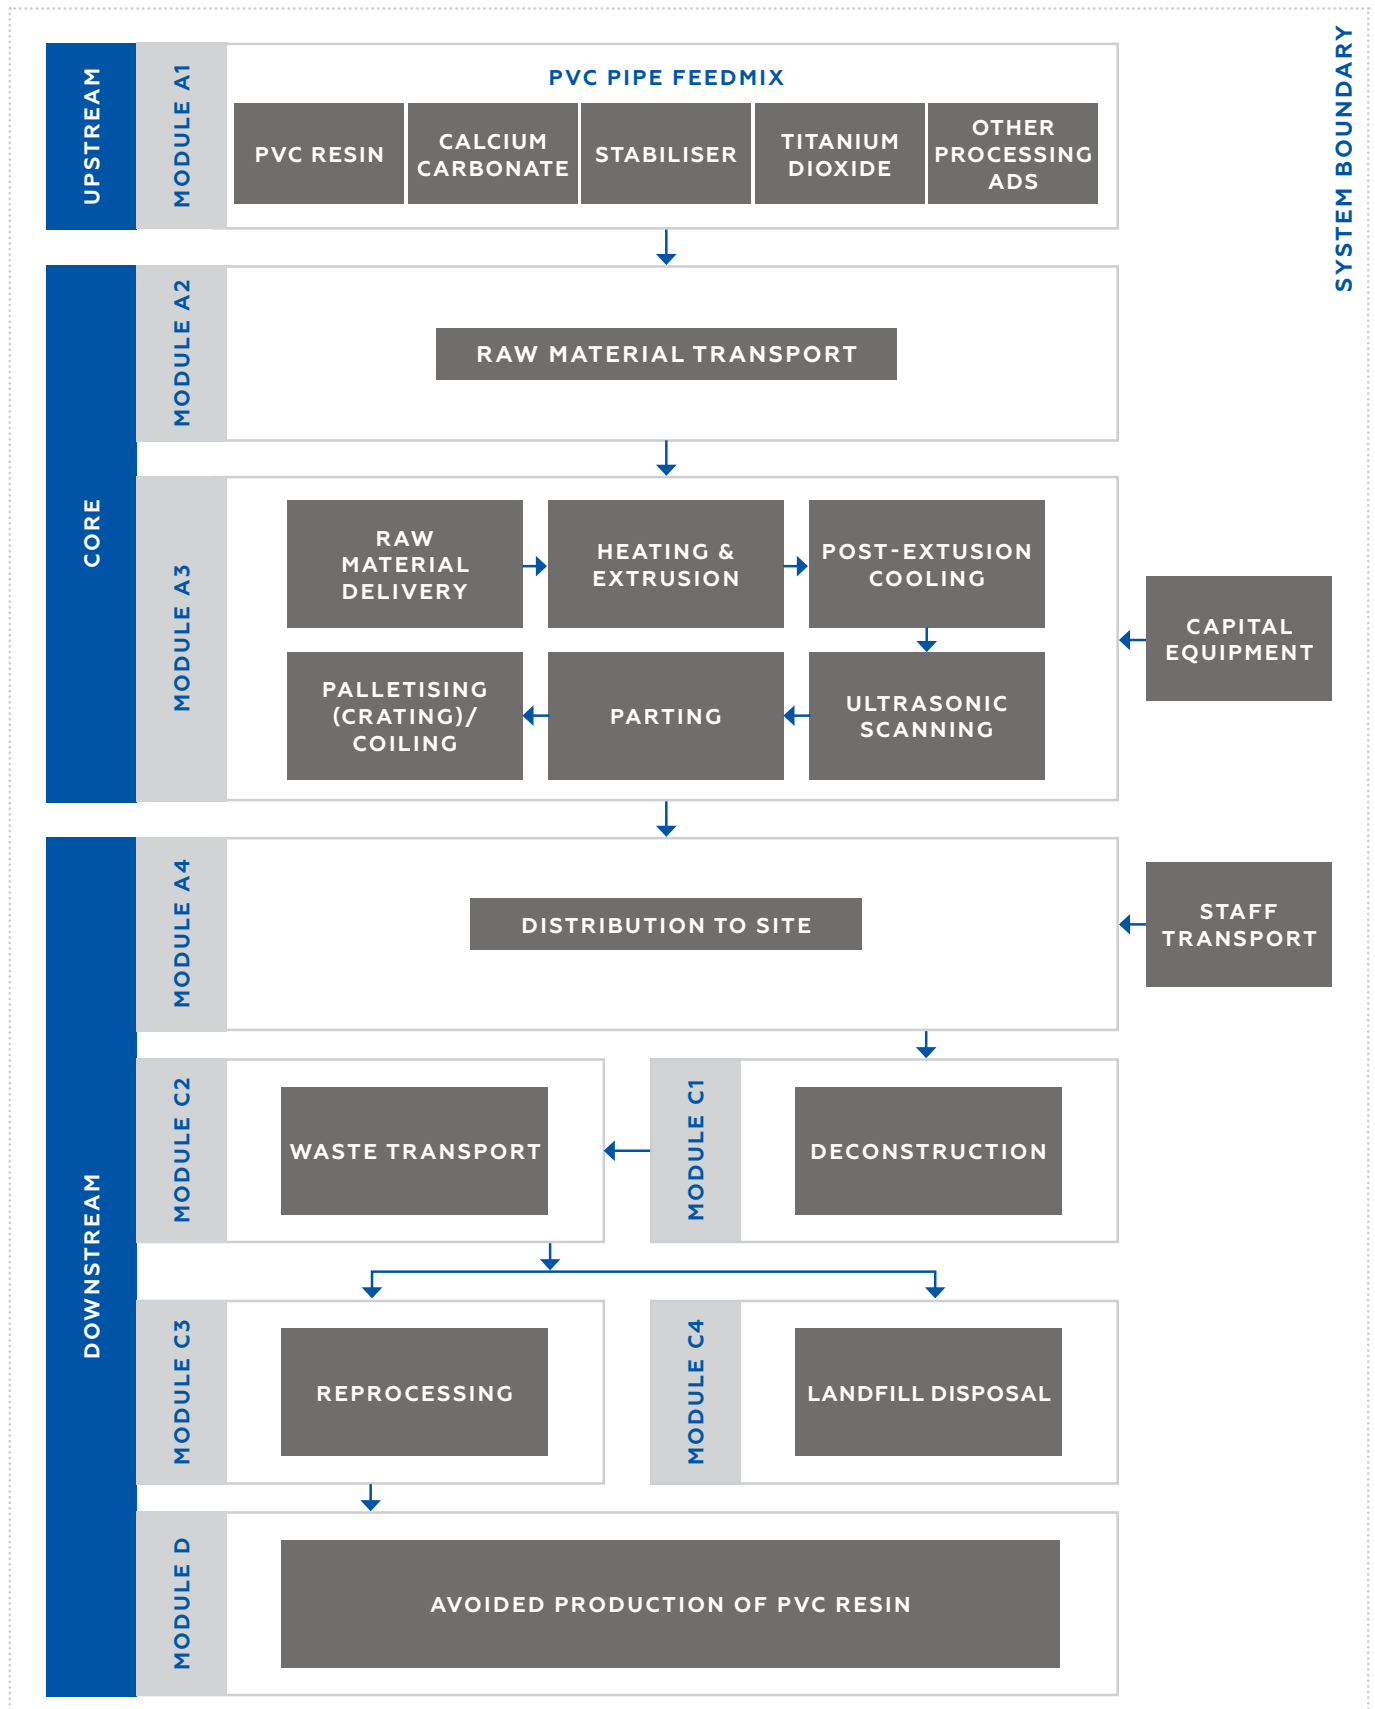 SYSTEM BOUNDARY
UPSTREAM
MODULE A1
PVC PIPE FEEDMIX
PVC RESIN
CALCIUM
CARBONATE
STABILISER
TITANIUM
DIOXIDE
OTHER
PROCESSING
ADS
CORE
MODULE A2
RAW MATERIAL TRANSPORT
MODULE A3
RAW
MATERIAL
DELIVERY
HEATING &
EXTRUSION
POST-EXTUSION
COOLING
PALLETISING
(CRATING)/
COILING
PARTING
ULTRASONIC
SCANNING
CAPITAL
EQUIPMENT
DOWNSTREAM
MODULE A4
DISTRIBUTION TO SITE
STAFF
TRANSPORT
MODULE C2
WASTE TRANSPORT
MODULE C1
DECONSTRUCTION
MODULE C3
REPROCESSING
MODULE C4
LANDFILL DISPOSAL
MODULE D
AVOIDED PRODUCTION OF PVC RESIN